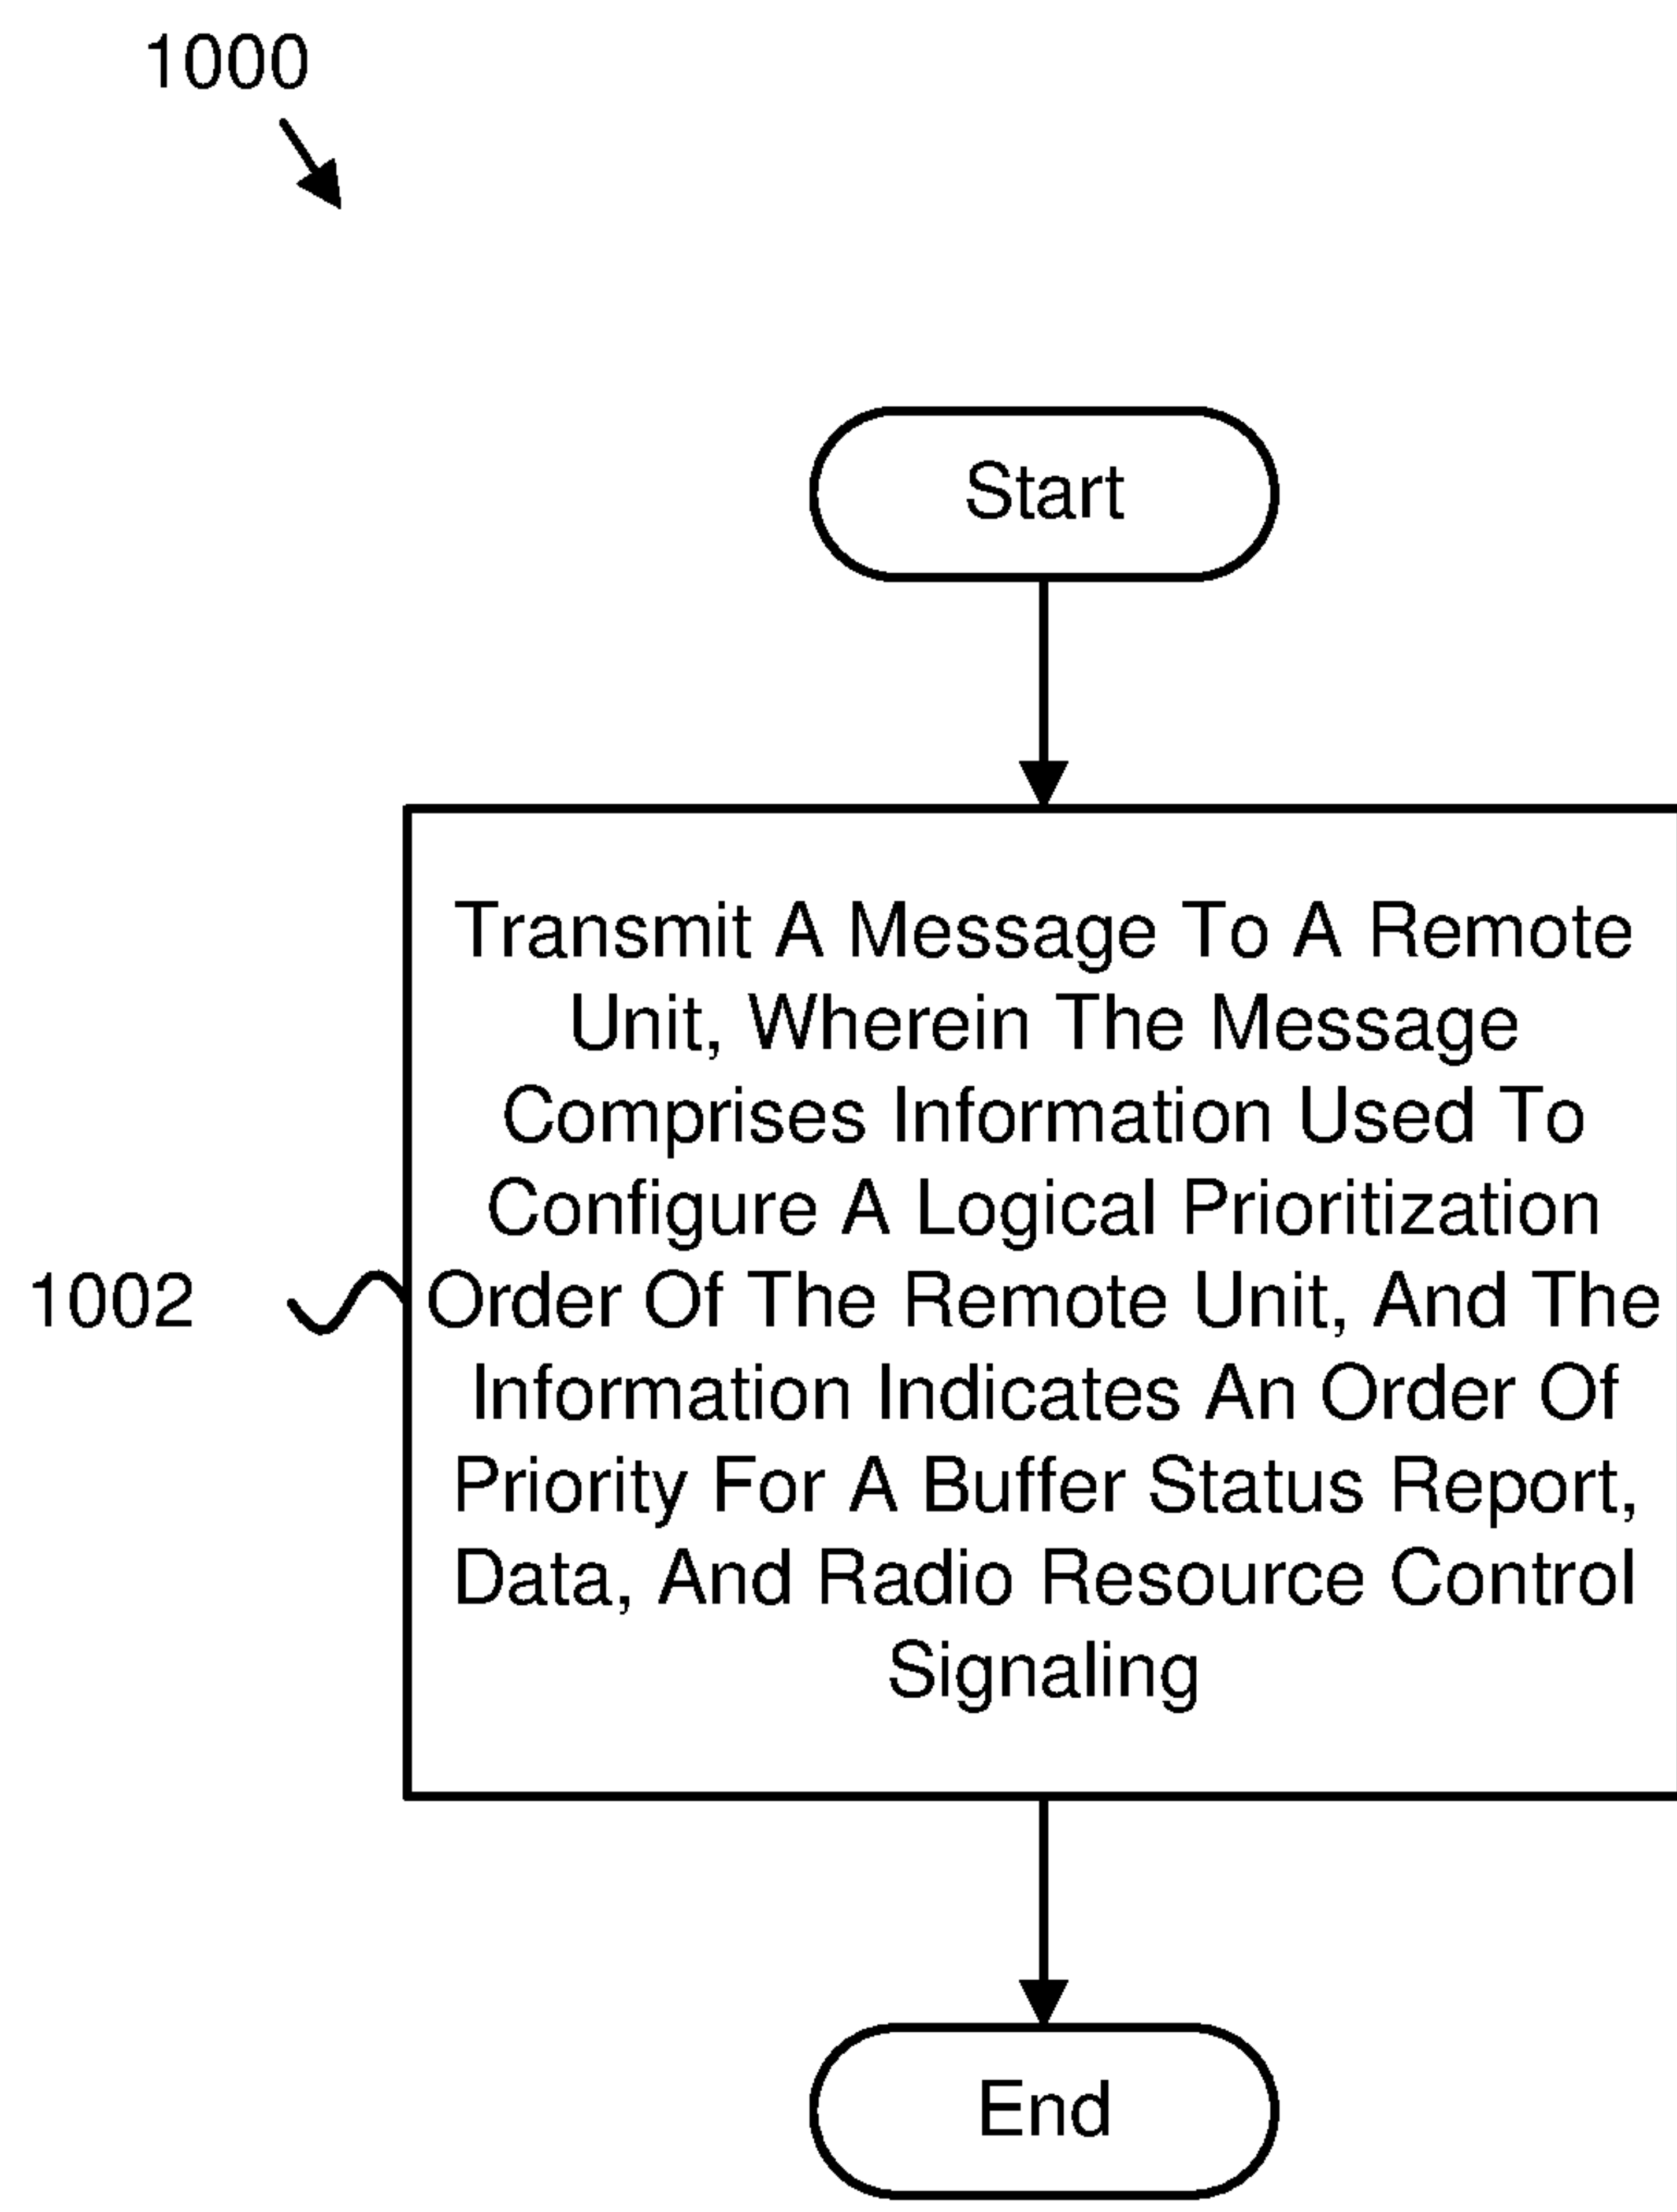 1000
Start
Transmit A Message To A Remote
Unit, Wherein The Message
Comprises Information Used To
Configure A Logical Prioritization
1002
Order Of The Remote Unit, And The
Information Indicates An Order Of
Priority For A Buffer Status Report,
Data, And Radio Resource Control
Signaling
End